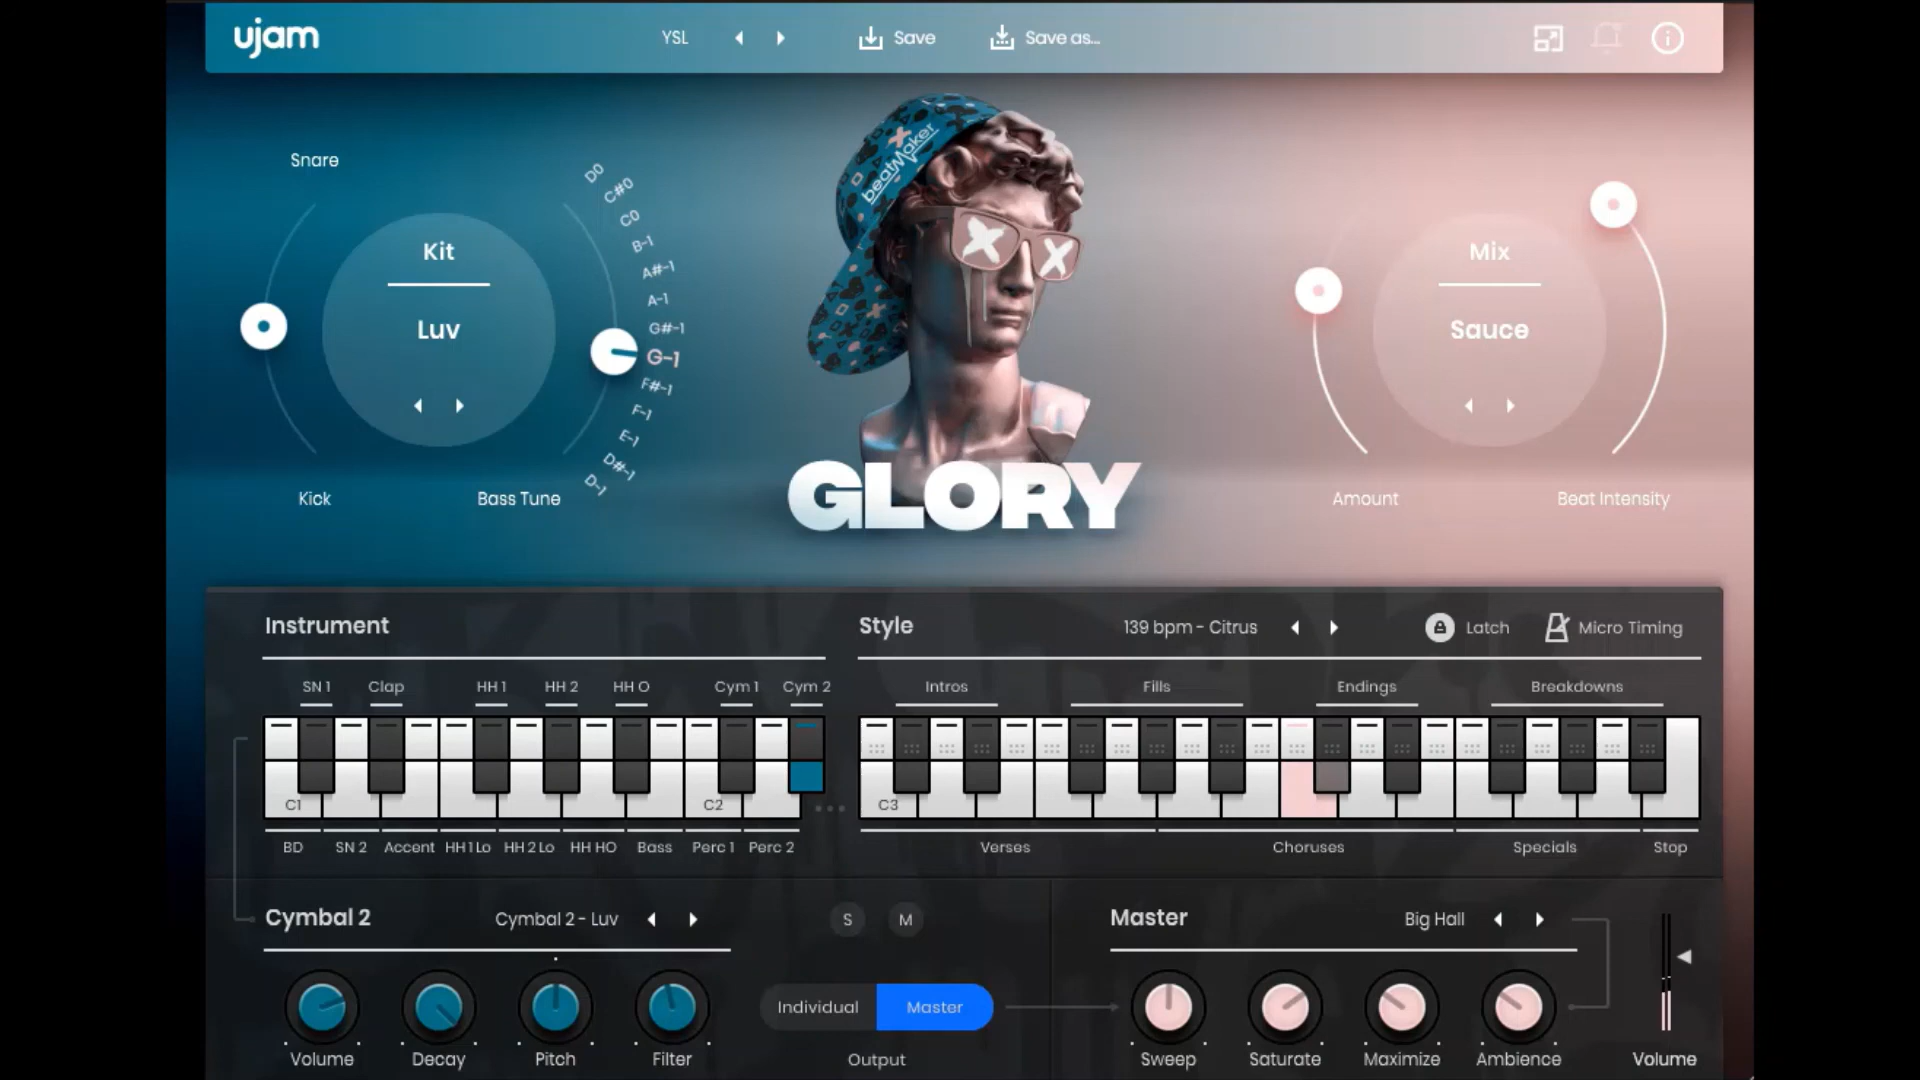 ujam
YSL
Save
Save as...
beatMaker
Snare
Kit
Luv
Kick
Bass Tune
D0
C#0
C0
B-1
A#-1
A-1
G#-1
G-1
F#-1
F-1
E-1
D#-1
D-1
GLORY
Mix
Sauce
Amount
Beat Intensity
Instrument
SN 1 Clap HH 1 HH 2 HH O Cym 1 Cym 2
C1 C2
BD SN 2 Accent HH 1 Lo HH 2 Lo HH HO Bass Perc 1 Perc 2
Style
139 bpm - Citrus
Latch
Micro Timing
Intros Fills Endings Breakdowns
C3
Verses Choruses Specials Stop
Cymbal 2
Cymbal 2 - Luv
S M
Volume Decay Pitch Filter
Individual Master
Output
Master
Big Hall
Sweep Saturate Maximize Ambience
Volume